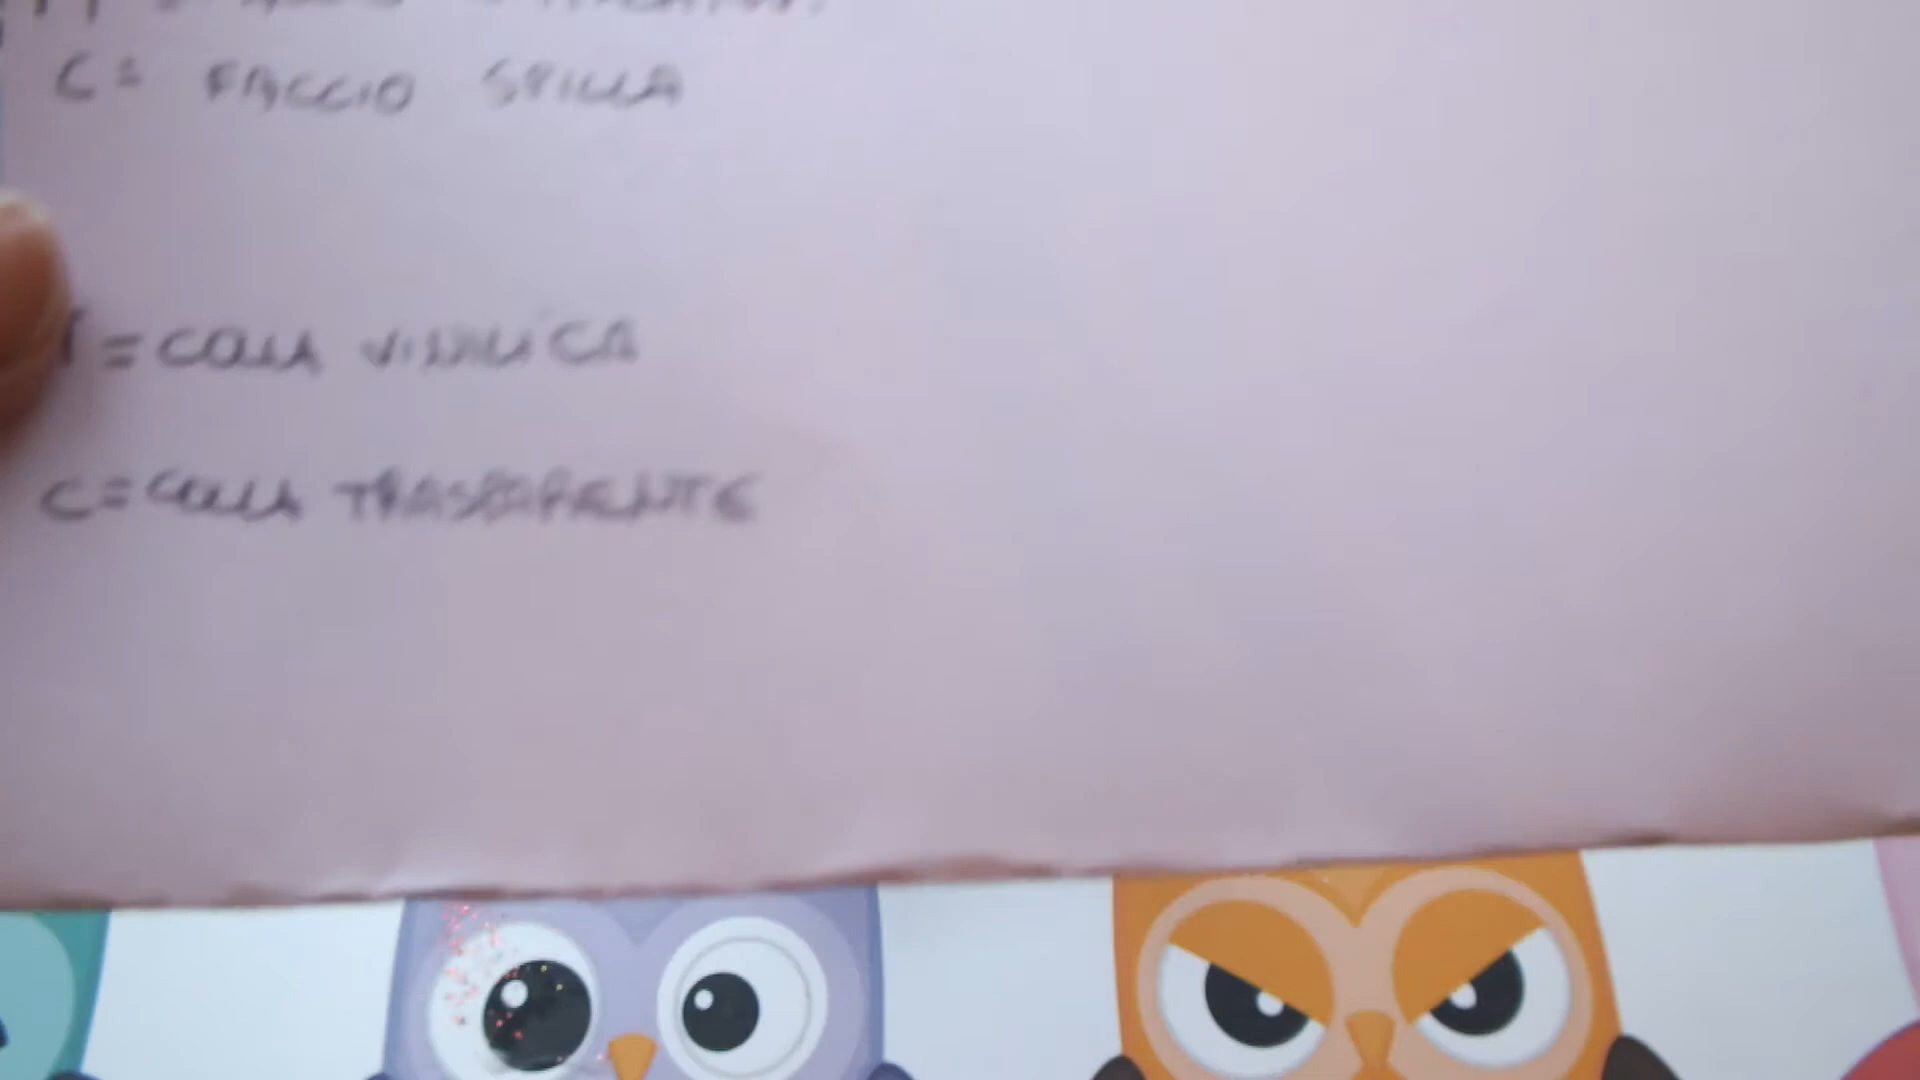 C= FACCIO SPILLA
= COLLA VINILICA
C= COLLA TRASPARENTE